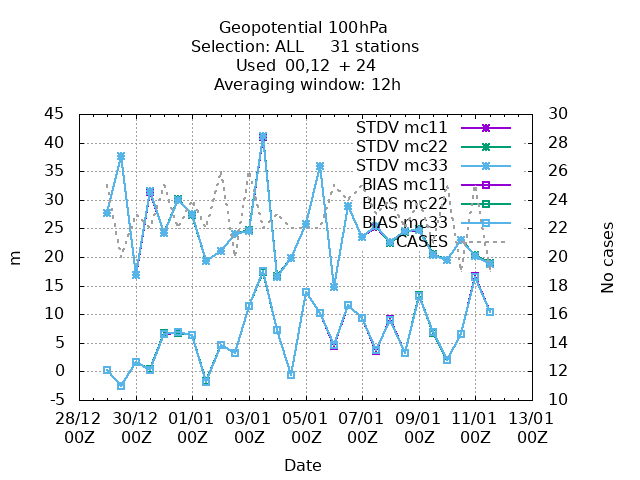 Geopotential 100hPa
Selection: ALL 31 stations
Used 00,12 + 24
Averaging window: 12h
45 30
40 28
35 26
30 24
25 22
20 20
15 18
10 16
5 14
0 12
-5 10
m
No cases
STDV mc11
STDV mc22
STDV mc33
BIAS mc11
BIAS mc22
BIAS mc33
CASES
28/12 30/12 01/01 03/01 05/01 07/01 09/01 11/01 13/01
00Z 00Z 00Z 00Z 00Z 00Z 00Z 00Z 00Z
Date